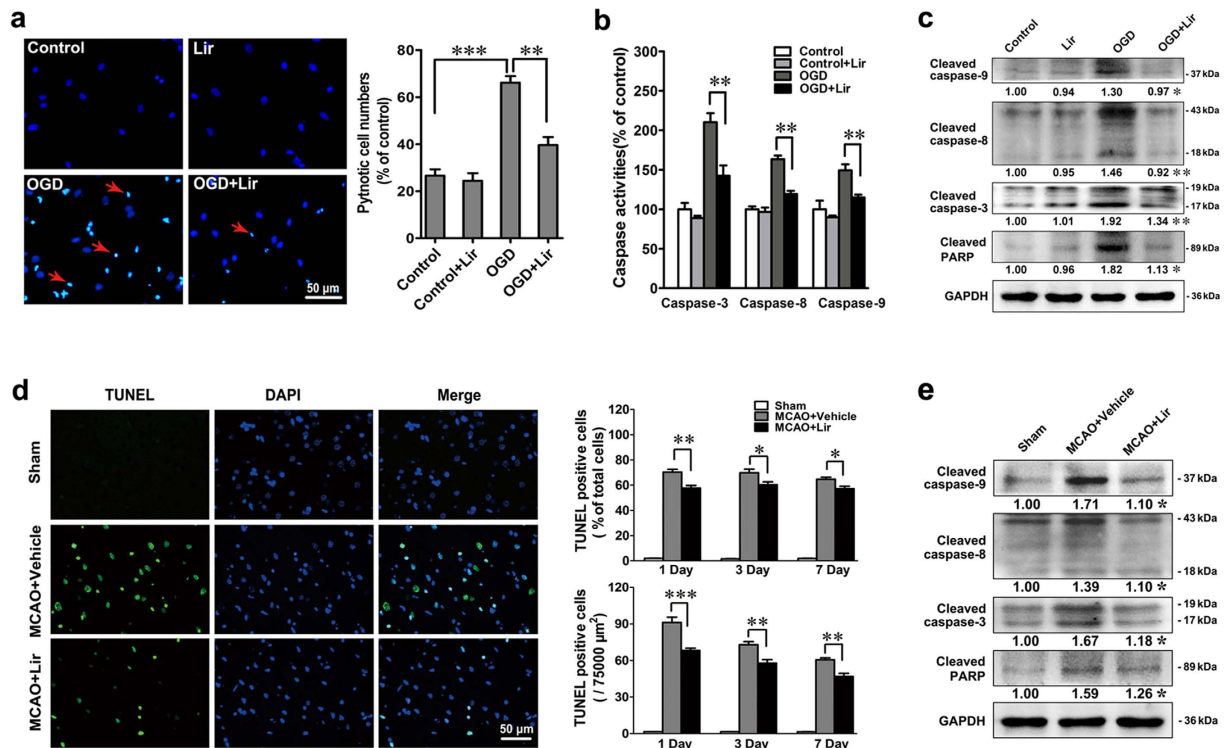 a
Control
Lir
OGD
OGD+Lir
50 μm
Pytnotic cell numbers
(% of control)
80
60
40
20
0
***
**
Control
Control+Lir
OGD
OGD+Lir
b
Caspase activities(% of control)
300
250
200
150
100
50
0
Control
Control+Lir
OGD
OGD+Lir
**
**
**
Caspase-3
Caspase-8
Caspase-9
c
Control
Lir
OGD
OGD+Lir
Cleaved
caspase-9
- 37 kDa
1.00 0.94 1.30 0.97 *
Cleaved
caspase-8
- 43 kDa
- 18 kDa
1.00 0.95 1.46 0.92 **
Cleaved
caspase-3
- 19 kDa
- 17 kDa
1.00 1.01 1.92 1.34 **
Cleaved
PARP
- 89 kDa
1.00 0.96 1.82 1.13 *
GAPDH
- 36 kDa
d
TUNEL
DAPI
Merge
Sham
MCAO+Vehicle
MCAO+Lir
50 μm
TUNEL positive cells
( % of total cells)
120
90
60
30
0
Sham
MCAO+Vehicle
MCAO+Lir
**
*
*
1 Day
3 Day
7 Day
TUNEL positive cells
( / 75000 μm²)
120
90
60
30
0
***
**
**
1 Day
3 Day
7 Day
e
Sham
MCAO+Vehicle
MCAO+Lir
Cleaved
caspase-9
- 37 kDa
1.00 1.71 1.10 *
Cleaved
caspase-8
- 43 kDa
- 18 kDa
1.00 1.39 1.10 *
Cleaved
caspase-3
- 19 kDa
- 17 kDa
1.00 1.67 1.18 *
Cleaved
PARP
- 89 kDa
1.00 1.59 1.26 *
GAPDH
- 36 kDa